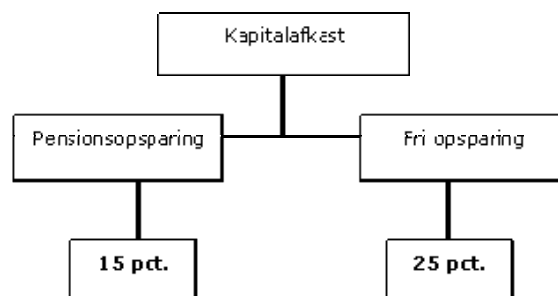 Kapitalafkast
Pensionsopsparing
Fri opsparing
15 pct.
25 pct.